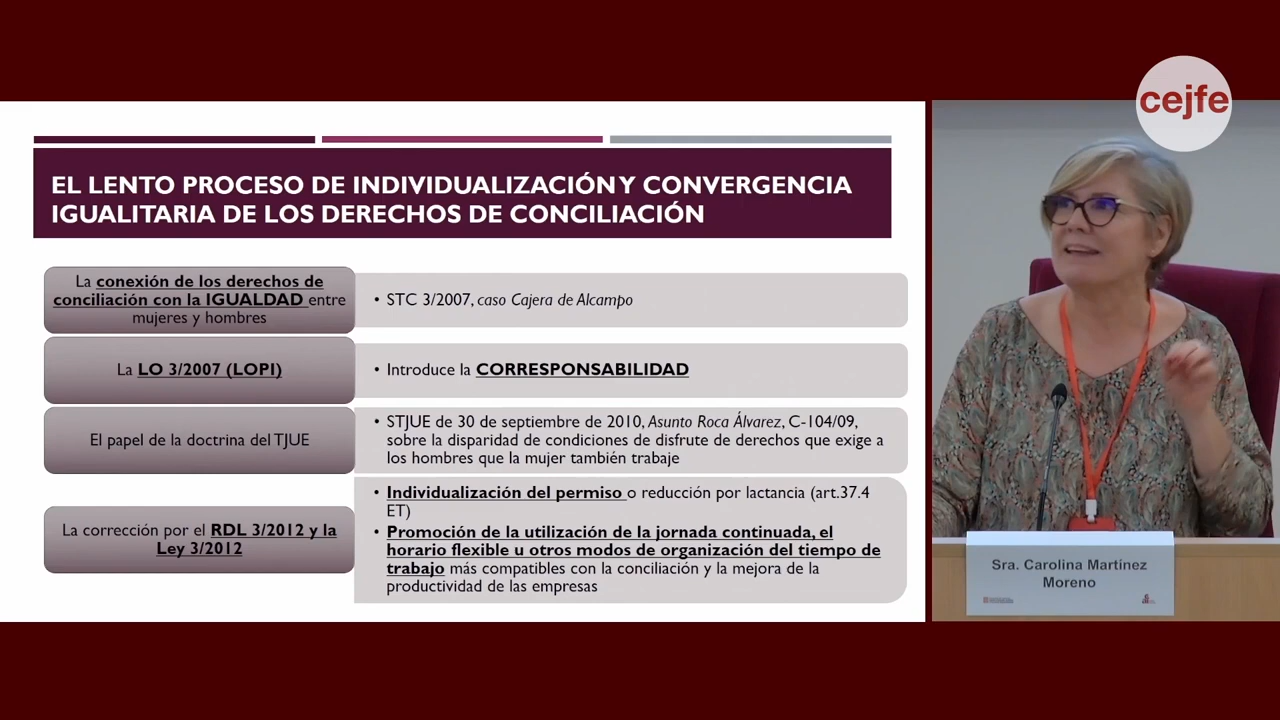 cejfe
EL LENTO PROCESO DE INDIVIDUALIZACIÓN Y CONVERGENCIA
IGUALITARIA DE LOS DERECHOS DE CONCILIACIÓN
La conexión de los derechos de
conciliación con la IGUALDAD entre
mujeres y hombres
• STC 3/2007, caso Cajera de Alcampo
La LO 3/2007 (LOPI)
• Introduce la CORRESPONSABILIDAD
El papel de la doctrina del TJUE
• STJUE de 30 de septiembre de 2010, Asunto Roca Álvarez, C-104/09,
sobre la disparidad de condiciones de disfrute de derechos que exige a
los hombres que la mujer también trabaje
La corrección por el RDL 3/2012 y la
Ley 3/2012
• Individualización del permiso o reducción por lactancia (art.37.4
ET)
• Promoción de la utilización de la jornada continuada, el
horario flexible u otros modos de organización del tiempo de
trabajo más compatibles con la conciliación y la mejora de la
productividad de las empresas
Sra. Carolina Martínez
Moreno